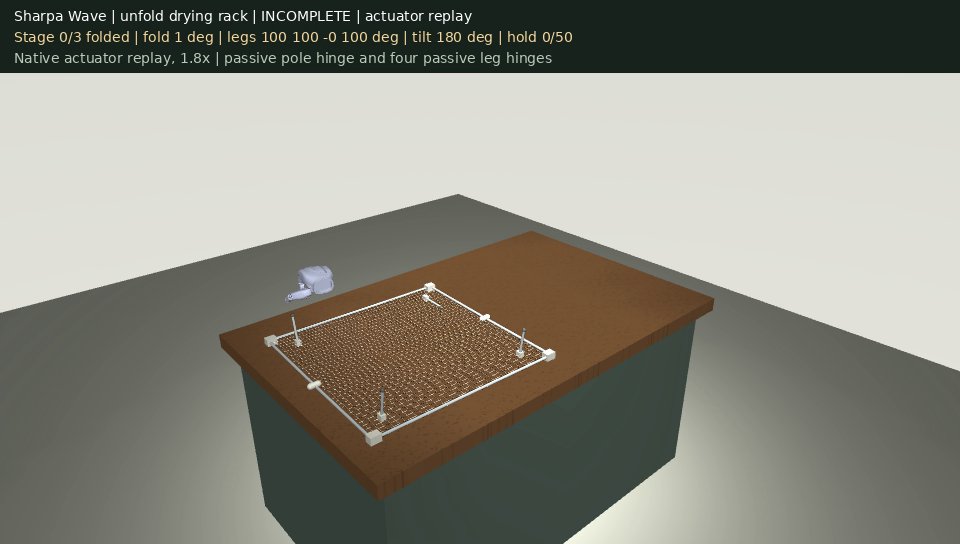 Sharpa Wave | unfold drying rack | INCOMPLETE | actuator replay
Stage 0/3 folded | fold 1 deg | legs 100 100 -0 100 deg | tilt 180 deg | hold 0/50
Native actuator replay, 1.8x | passive pole hinge and four passive leg hinges